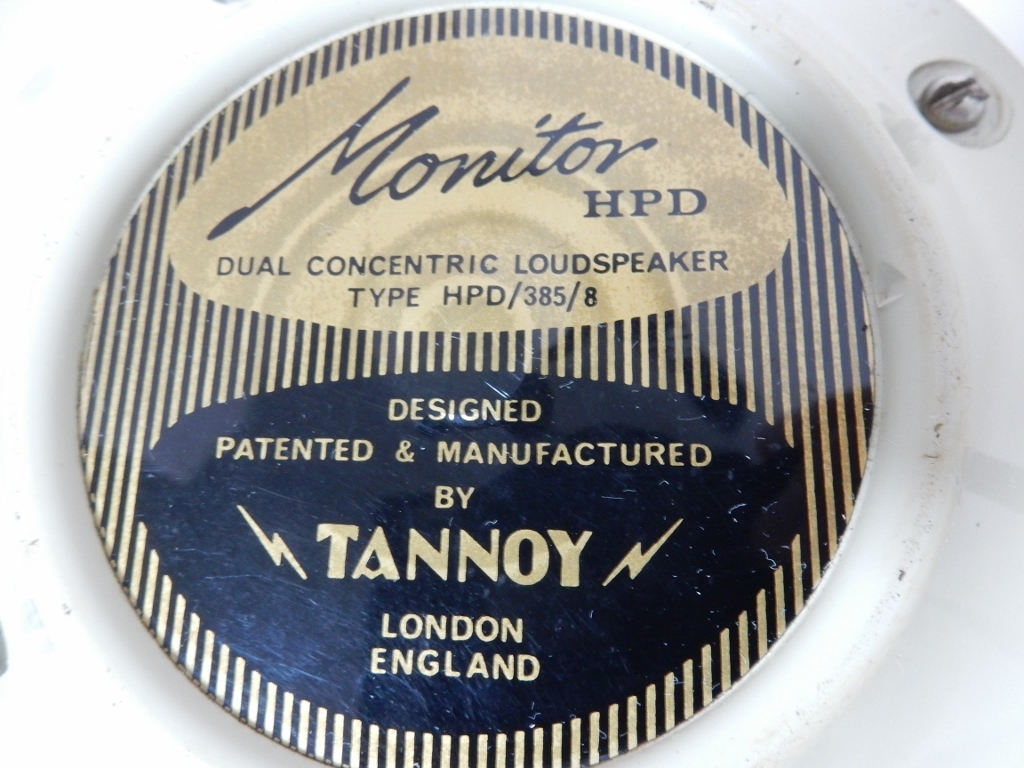 Monitor
HPD
DUAL CONCENTRIC LOUDSPEAKER
TYPE HPD/385/8
DESIGNED
PATENTED & MANUFACTURED
BY
TANNOY
LONDON
ENGLAND